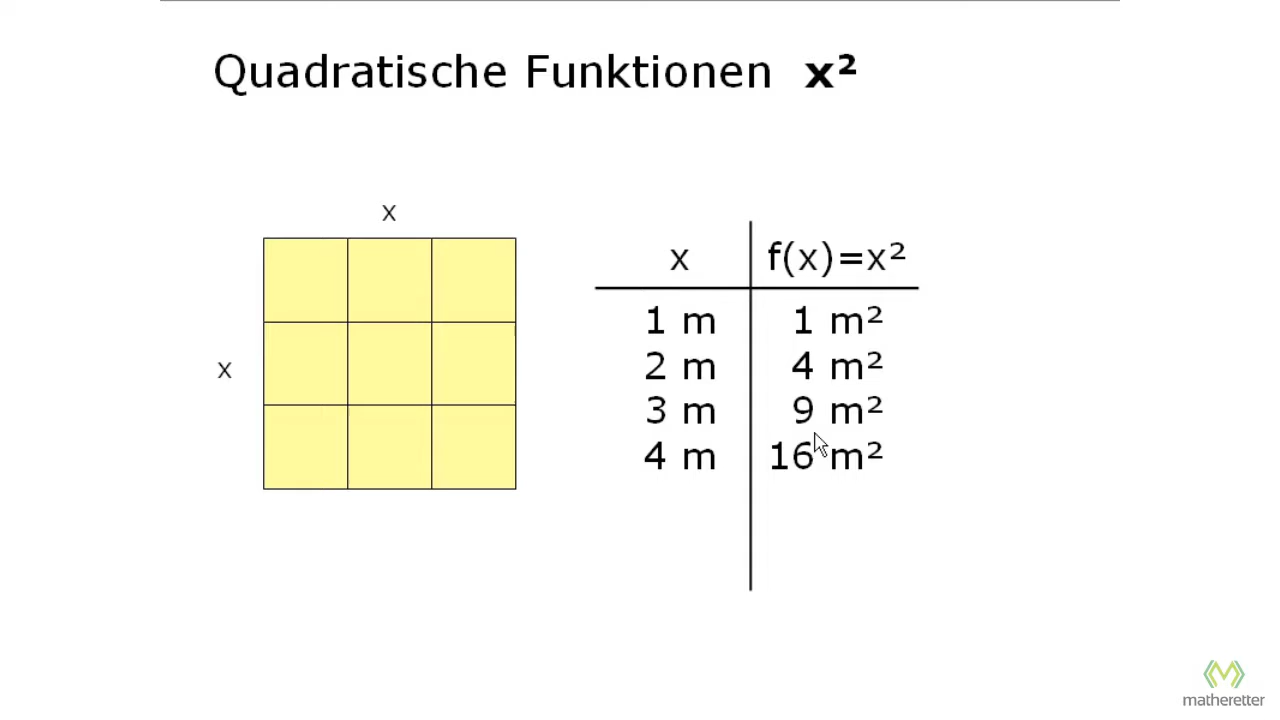 Quadratische Funktionen x²
x
x
x f(x)=x²
1 m 1 m²
2 m 4 m²
3 m 9 m²
4 m 16 m²
matheretter